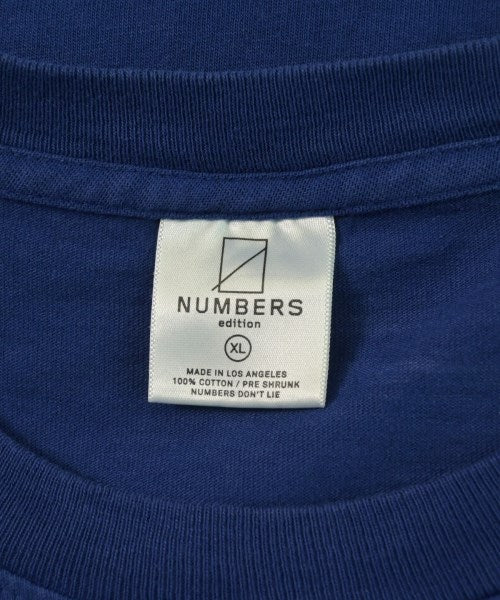 NUMBERS
edition
XL
MADE IN LOS ANGELES
100% COTTON / PRE SHRUNK
NUMBERS DON'T LIE